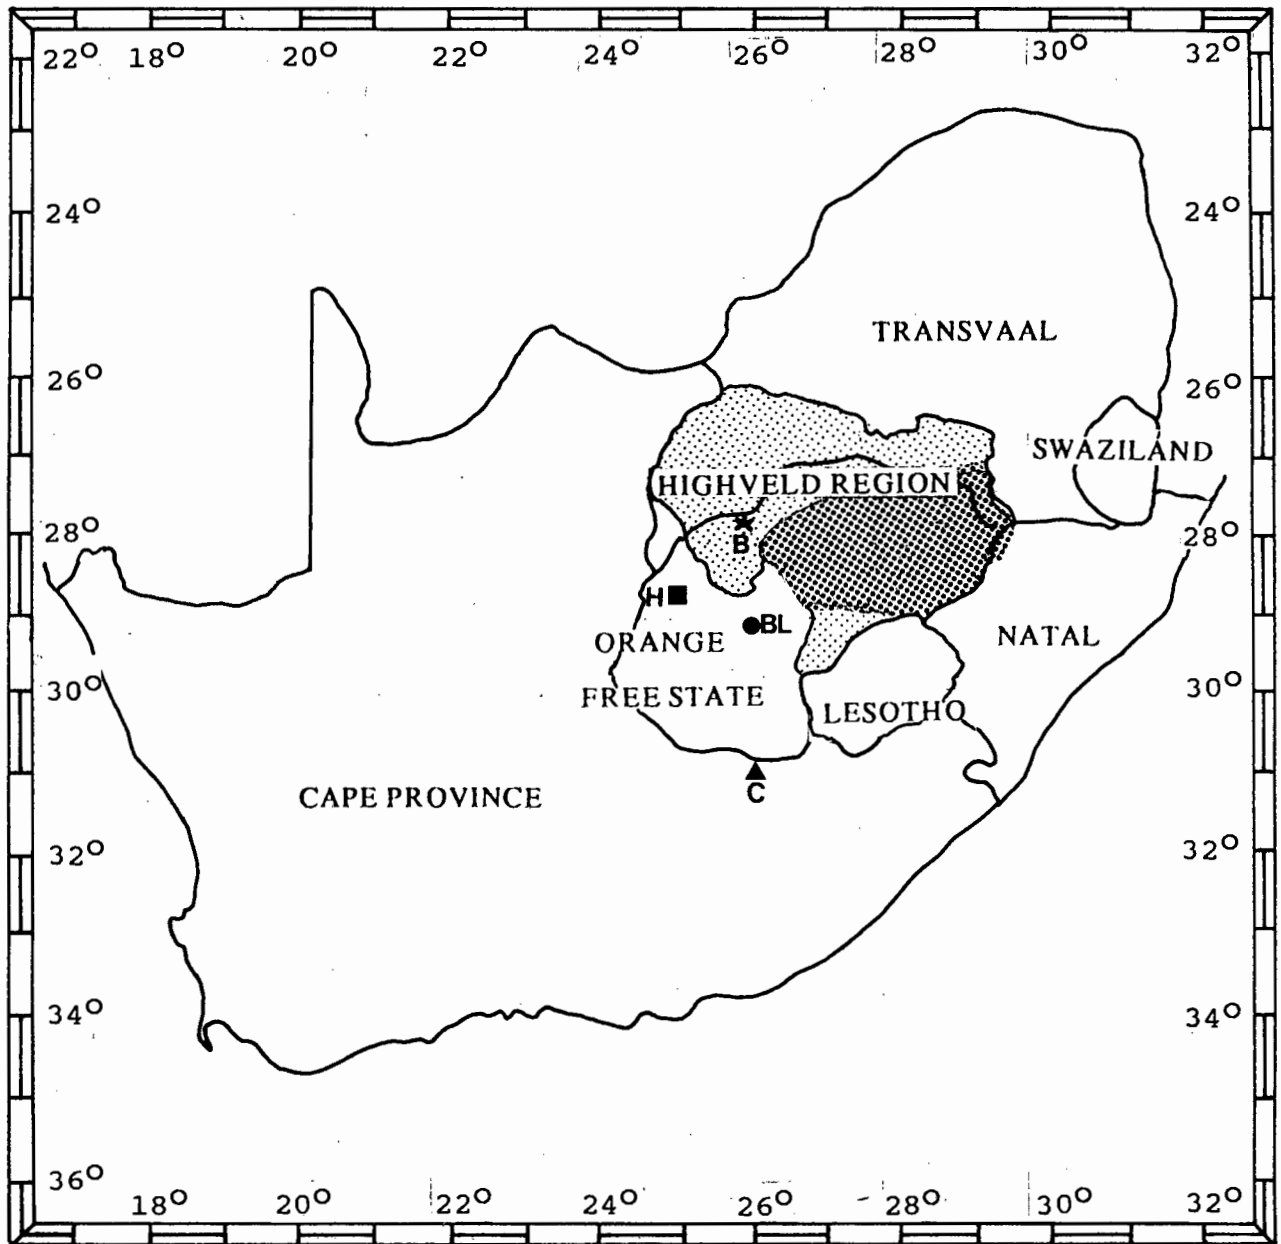 22° 18° 20° 22° 24° 26° 28° 30° 32°
24° 24°
TRANSVAAL
26° 26°
SWAZILAND
HIGHVELD REGION
28° 28°
B
H
BL
ORANGE
NATAL
30° 30°
FREE STATE
LESOTHO
C
CAPE PROVINCE
32° 32°
34° 34°
36°
18° 20° 22° 24° 26° 28° 30° 32°